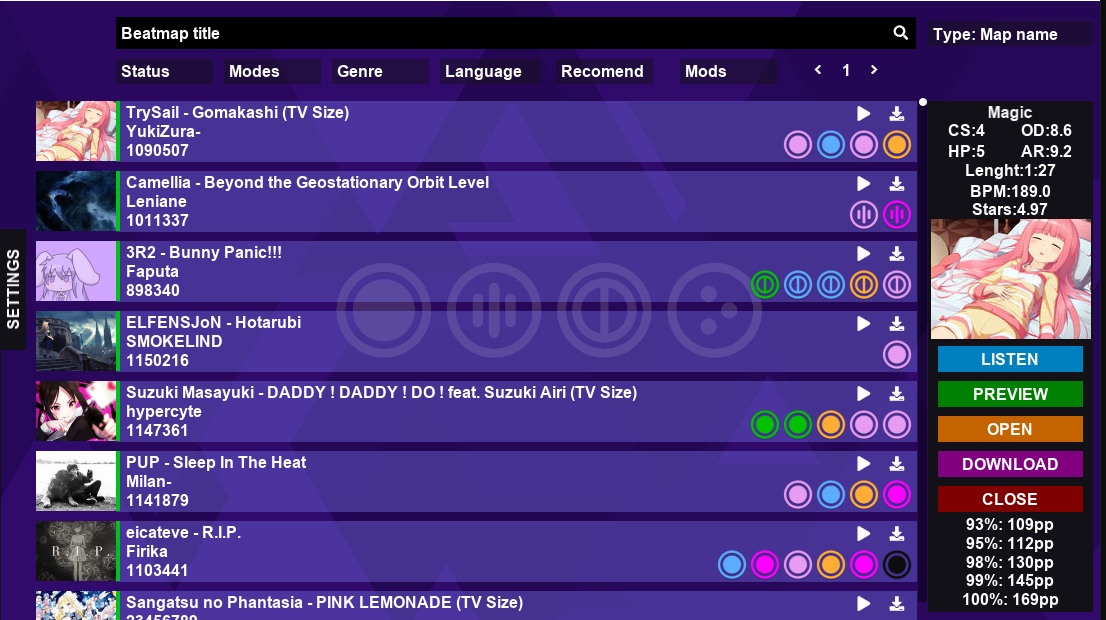 Beatmap title
Type: Map name
Status
Modes
Genre
Language
Recomend
Mods
1
SETTINGS
TrySail - Gomakashi (TV Size)
YukiZura-
1090507
Camellia - Beyond the Geostationary Orbit Level
Leniane
1011337
3R2 - Bunny Panic!!!
Faputa
898340
ELFENSJoN - Hotarubi
SMOKELIND
1150216
Suzuki Masayuki - DADDY ! DADDY ! DO ! feat. Suzuki Airi (TV Size)
hypercyte
1147361
PUP - Sleep In The Heat
Milan-
1141879
eicateve - R.I.P.
Firika
1103441
R.I.P
Sangatsu no Phantasia - PINK LEMONADE (TV Size)
23456789
Magic
CS:4 OD:8.6
HP:5 AR:9.2
Lenght:1:27
BPM:189.0
Stars:4.97
LISTEN
PREVIEW
OPEN
DOWNLOAD
CLOSE
93%: 109pp
95%: 112pp
98%: 130pp
99%: 145pp
100%: 169pp